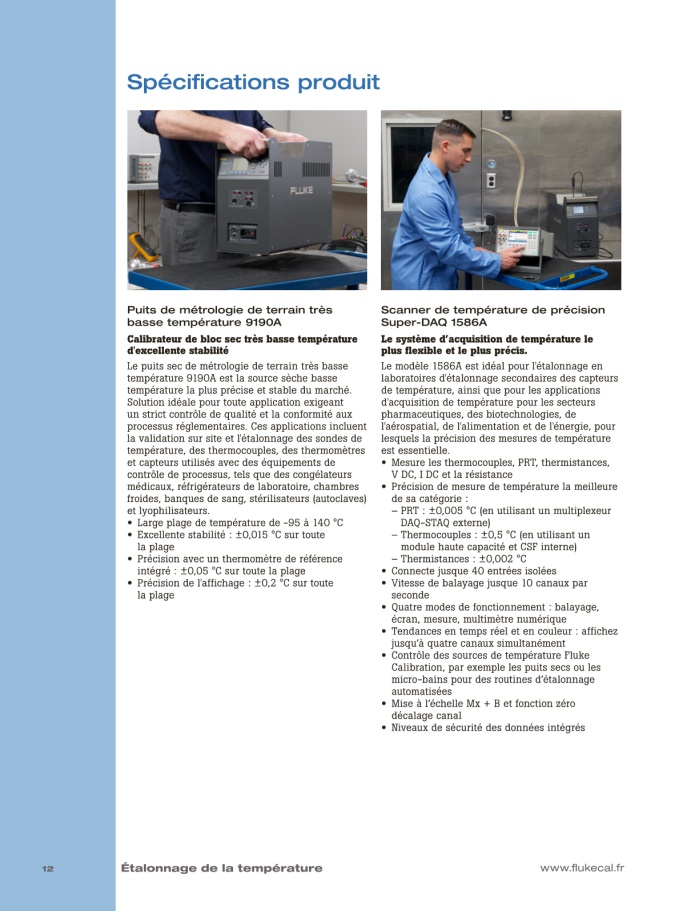 Spécifications produit
FLUKE
Puits de métrologie de terrain très
basse température 9190A
Calibrateur de bloc sec très basse température
d'excellente stabilité
Le puits sec de métrologie de terrain très basse
température 9190A est la source sèche basse
température la plus précise et stable du marché.
Solution idéale pour toute application exigeant
un strict contrôle de qualité et la conformité aux
processus réglementaires. Ces applications incluent
la validation sur site et l'étalonnage des sondes de
température, des thermocouples, des thermomètres
et capteurs utilisés avec des équipements de
contrôle de processus, tels que des congélateurs
médicaux, réfrigérateurs de laboratoire, chambres
froides, banques de sang, stérilisateurs (autoclaves)
et lyophilisateurs.
• Large plage de température de -95 à 140 °C
• Excellente stabilité : ±0,015 °C sur toute
la plage
• Précision avec un thermomètre de référence
intégré : ±0,05 °C sur toute la plage
• Précision de l'affichage : ±0,2 °C sur toute
la plage
Scanner de température de précision
Super-DAQ 1586A
Le système d’acquisition de température le
plus flexible et le plus précis.
Le modèle 1586A est idéal pour l'étalonnage en
laboratoires d'étalonnage secondaires des capteurs
de température, ainsi que pour les applications
d'acquisition de température pour les secteurs
pharmaceutiques, des biotechnologies, de
l'aérospatial, de l'alimentation et de l'énergie, pour
lesquels la précision des mesures de température
est essentielle.
• Mesure les thermocouples, PRT, thermistances,
V DC, I DC et la résistance
• Précision de mesure de température la meilleure
de sa catégorie :
– PRT : ±0,005 °C (en utilisant un multiplexeur
DAQ-STAQ externe)
– Thermocouples : ±0,5 °C (en utilisant un
module haute capacité et CSF interne)
– Thermistances : ±0,002 °C
• Connecte jusque 40 entrées isolées
• Vitesse de balayage jusque 10 canaux par
seconde
• Quatre modes de fonctionnement : balayage,
écran, mesure, multimètre numérique
• Tendances en temps réel et en couleur : affichez
jusqu’à quatre canaux simultanément
• Contrôle des sources de température Fluke
Calibration, par exemple les puits secs ou les
micro-bains pour des routines d’étalonnage
automatisées
• Mise à l’échelle Mx + B et fonction zéro
décalage canal
• Niveaux de sécurité des données intégrés
12
Étalonnage de la température
www.flukecal.fr